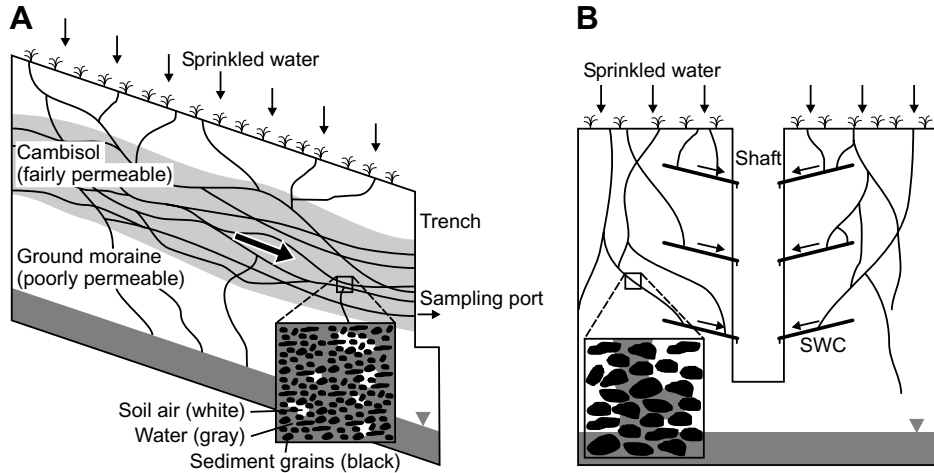 A
Sprinkled water
Cambisol
(fairly permeable)
Trench
Ground moraine
(poorly permeable)
Sampling port
Soil air (white)
Water (gray)
Sediment grains (black)
B
Sprinkled water
Shaft
SWC